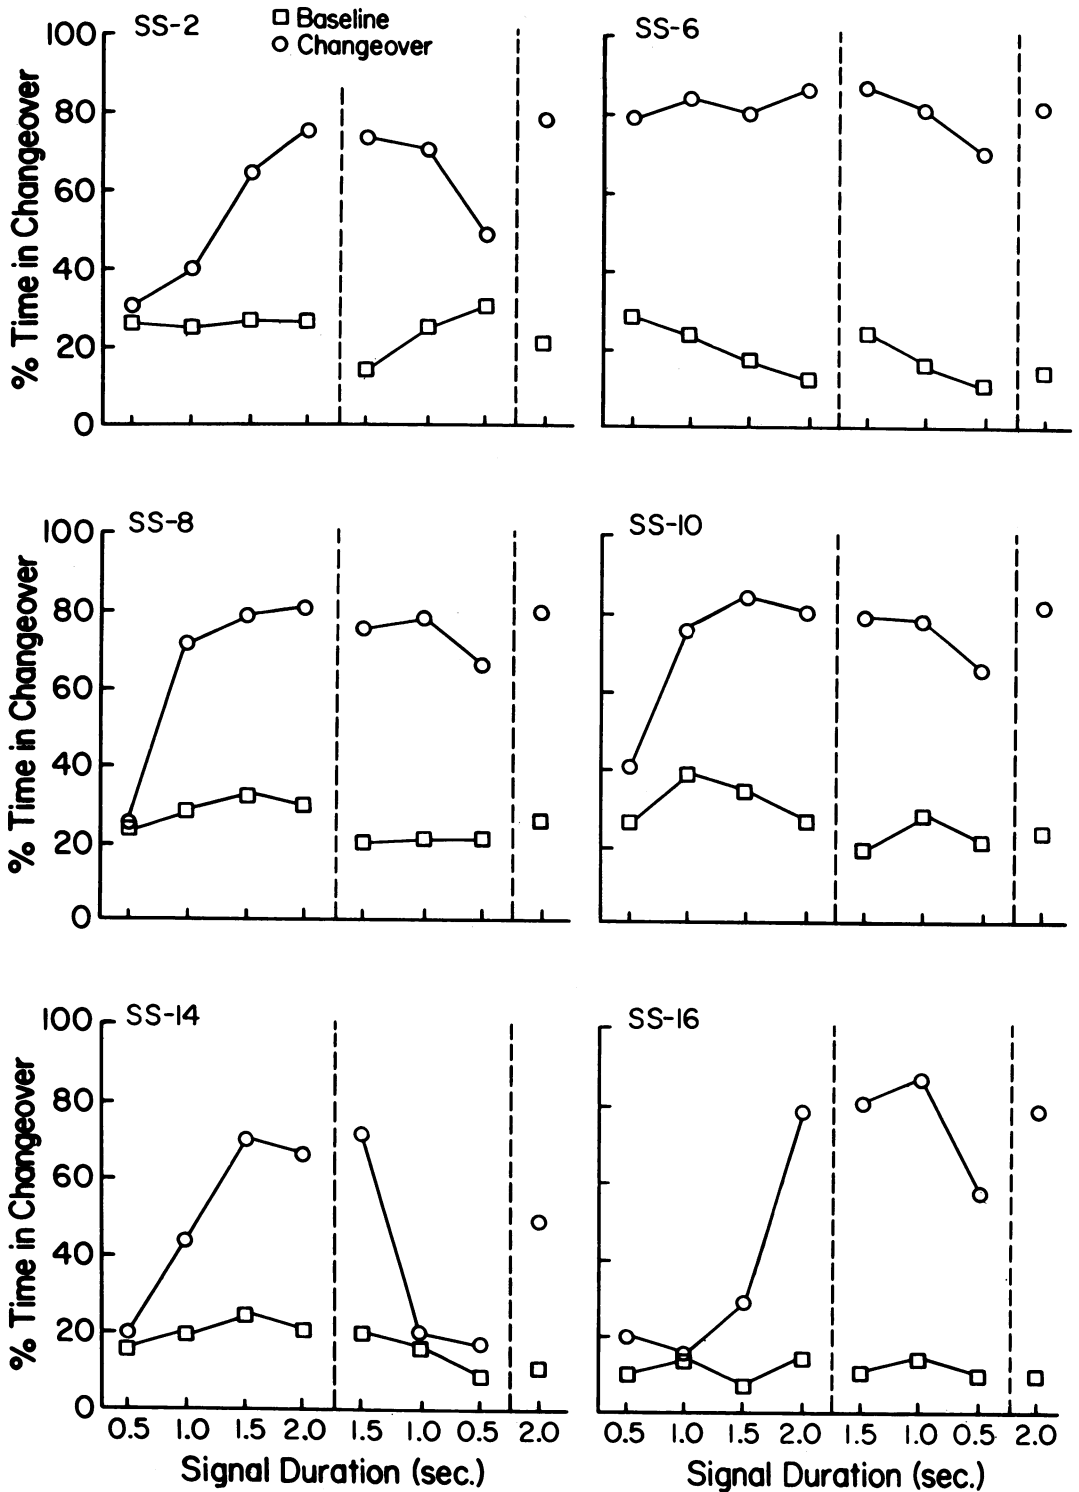 SS-2
Baseline
Changeover
SS-6
100
80
60
40
20
0
% Time in Changeover
SS-8
SS-10
100
80
60
40
20
0
% Time in Changeover
SS-14
SS-16
100
80
60
40
20
0
% Time in Changeover
0.5 1.0 1.5 2.0 1.5 1.0 0.5 2.0
0.5 1.0 1.5 2.0 1.5 1.0 0.5 2.0
Signal Duration (sec.)
Signal Duration (sec.)